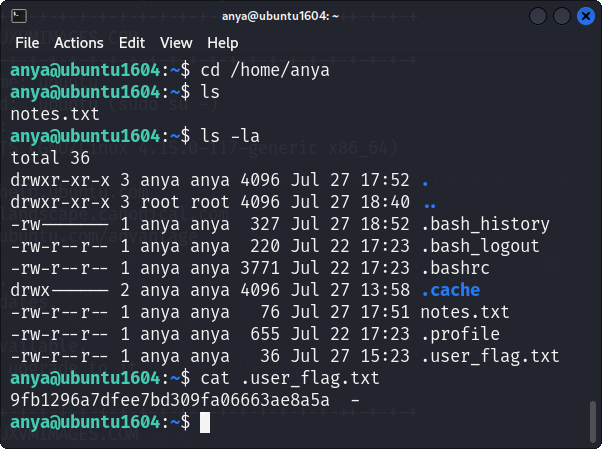 anya@ubuntu1604: ~
File Actions Edit View Help
anya@ubuntu1604:~$ cd /home/anya
anya@ubuntu1604:~$ ls
notes.txt
anya@ubuntu1604:~$ ls -la
total 36
drwxr-xr-x 3 anya anya 4096 Jul 27 17:52 .
drwxr-xr-x 3 root root 4096 Jul 27 18:40 ..
-rw------- 1 anya anya  327 Jul 27 18:52 .bash_history
-rw-r--r-- 1 anya anya  220 Jul 22 17:23 .bash_logout
-rw-r--r-- 1 anya anya 3771 Jul 22 17:23 .bashrc
drwx------ 2 anya anya 4096 Jul 27 13:58 .cache
-rw-r--r-- 1 anya anya   76 Jul 27 17:51 notes.txt
-rw-r--r-- 1 anya anya  655 Jul 22 17:23 .profile
-rw-r--r-- 1 anya anya   36 Jul 27 15:23 .user_flag.txt
anya@ubuntu1604:~$ cat .user_flag.txt
9fb1296a7dfee7bd309fa06663ae8a5a  -
anya@ubuntu1604:~$